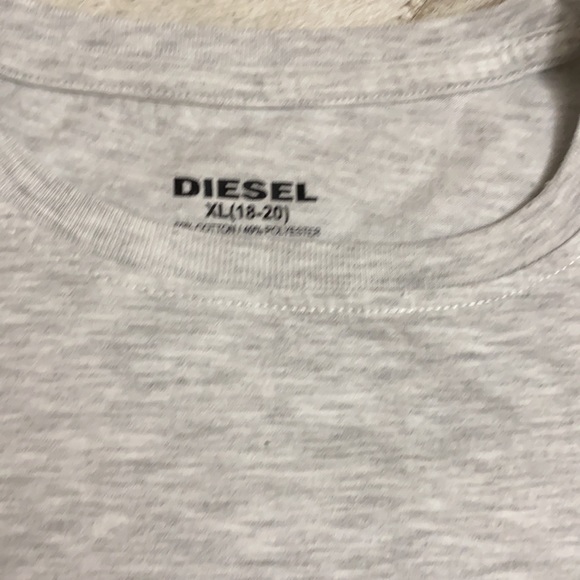 DIESEL
XL(18-20)
60% COTTON / 40% POLYESTER